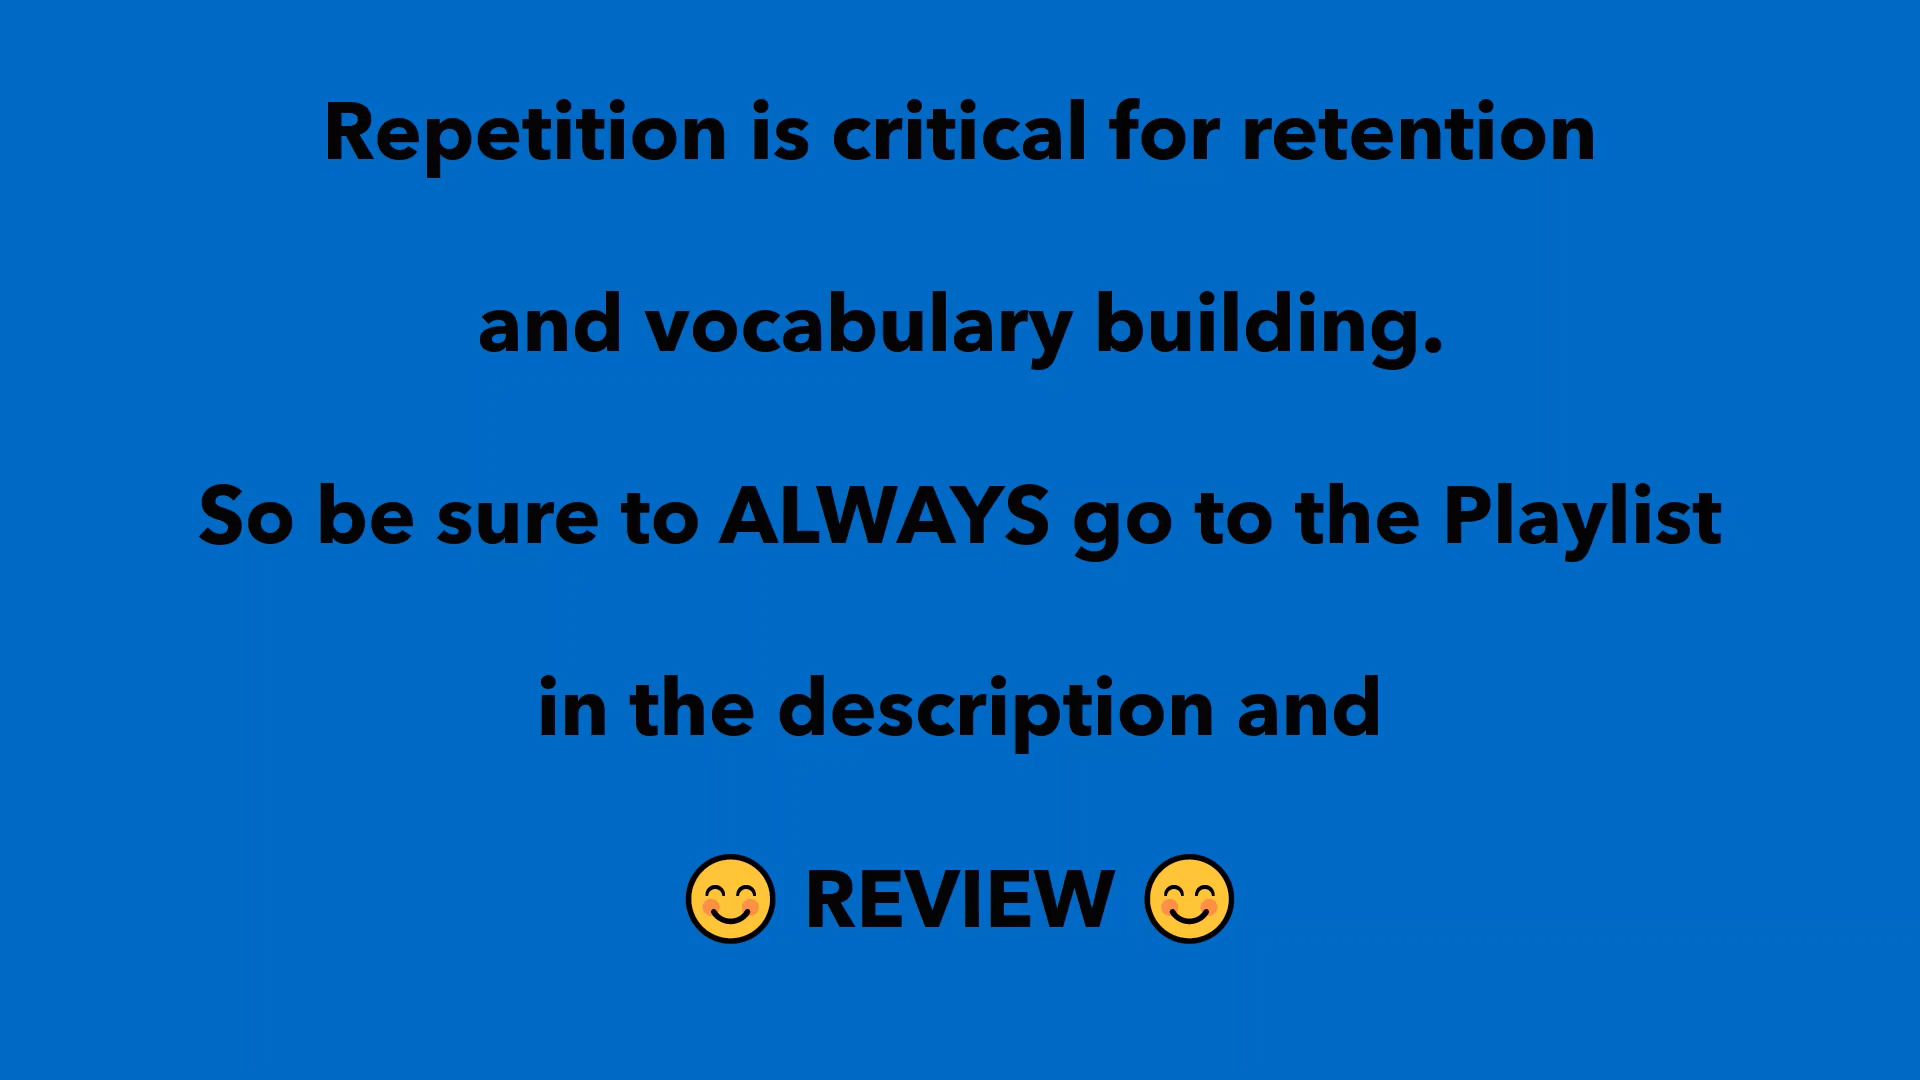 Repetition is critical for retention
and vocabulary building.
So be sure to ALWAYS go to the Playlist
in the description and
😊 REVIEW 😊